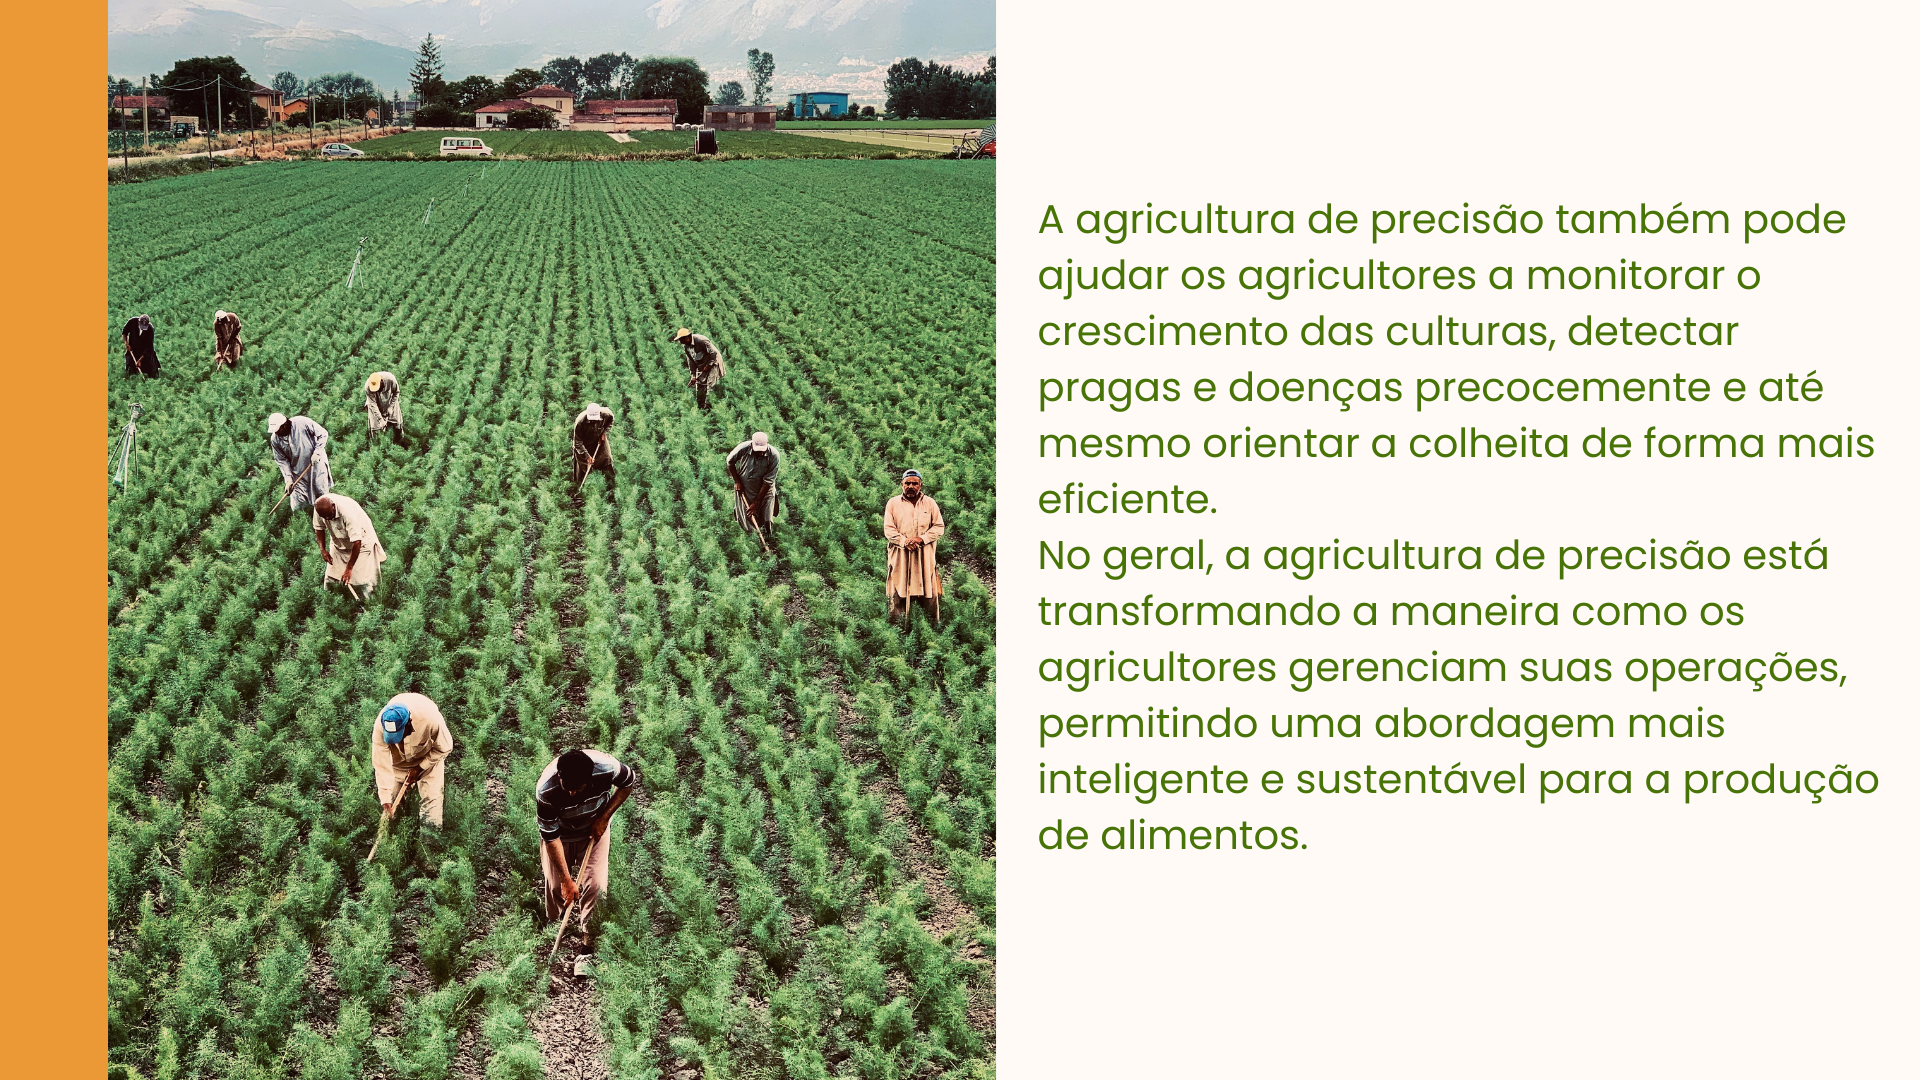 A agricultura de precisão também pode
ajudar os agricultores a monitorar o
crescimento das culturas, detectar
pragas e doenças precocemente e até
mesmo orientar a colheita de forma mais
eficiente.
No geral, a agricultura de precisão está
transformando a maneira como os
agricultores gerenciam suas operações,
permitindo uma abordagem mais
inteligente e sustentável para a produção
de alimentos.